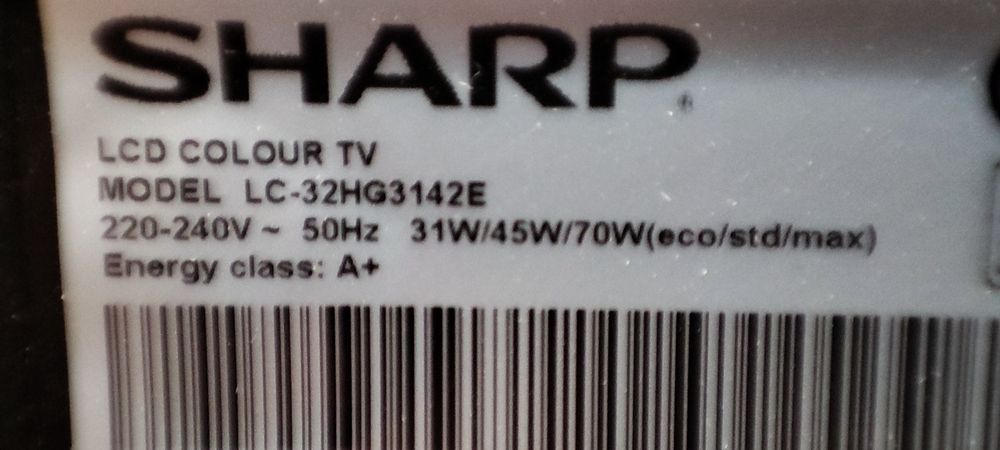 SHARP®
LCD COLOUR TV
MODEL LC-32HG3142E
220-240V ~ 50Hz 31W/45W/70W(eco/std/max)
Energy class: A+